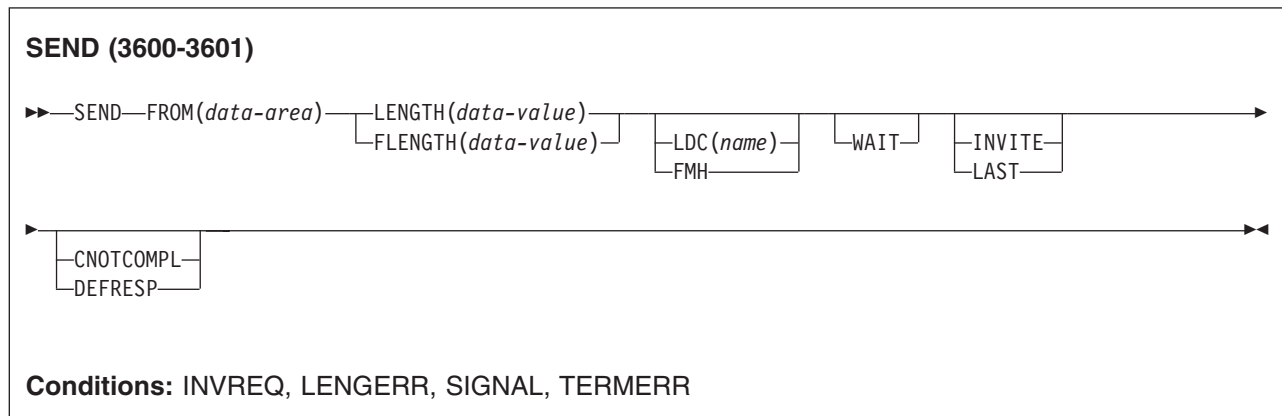 SEND (3600-3601)
SEND FROM(data-area) LENGTH(data-value) LDC(name) WAIT INVITE
FLENGTH(data-value) FMH LAST
CNOTCOMPL
DEFRESP
Conditions: INVREQ, LENGERR, SIGNAL, TERMERR